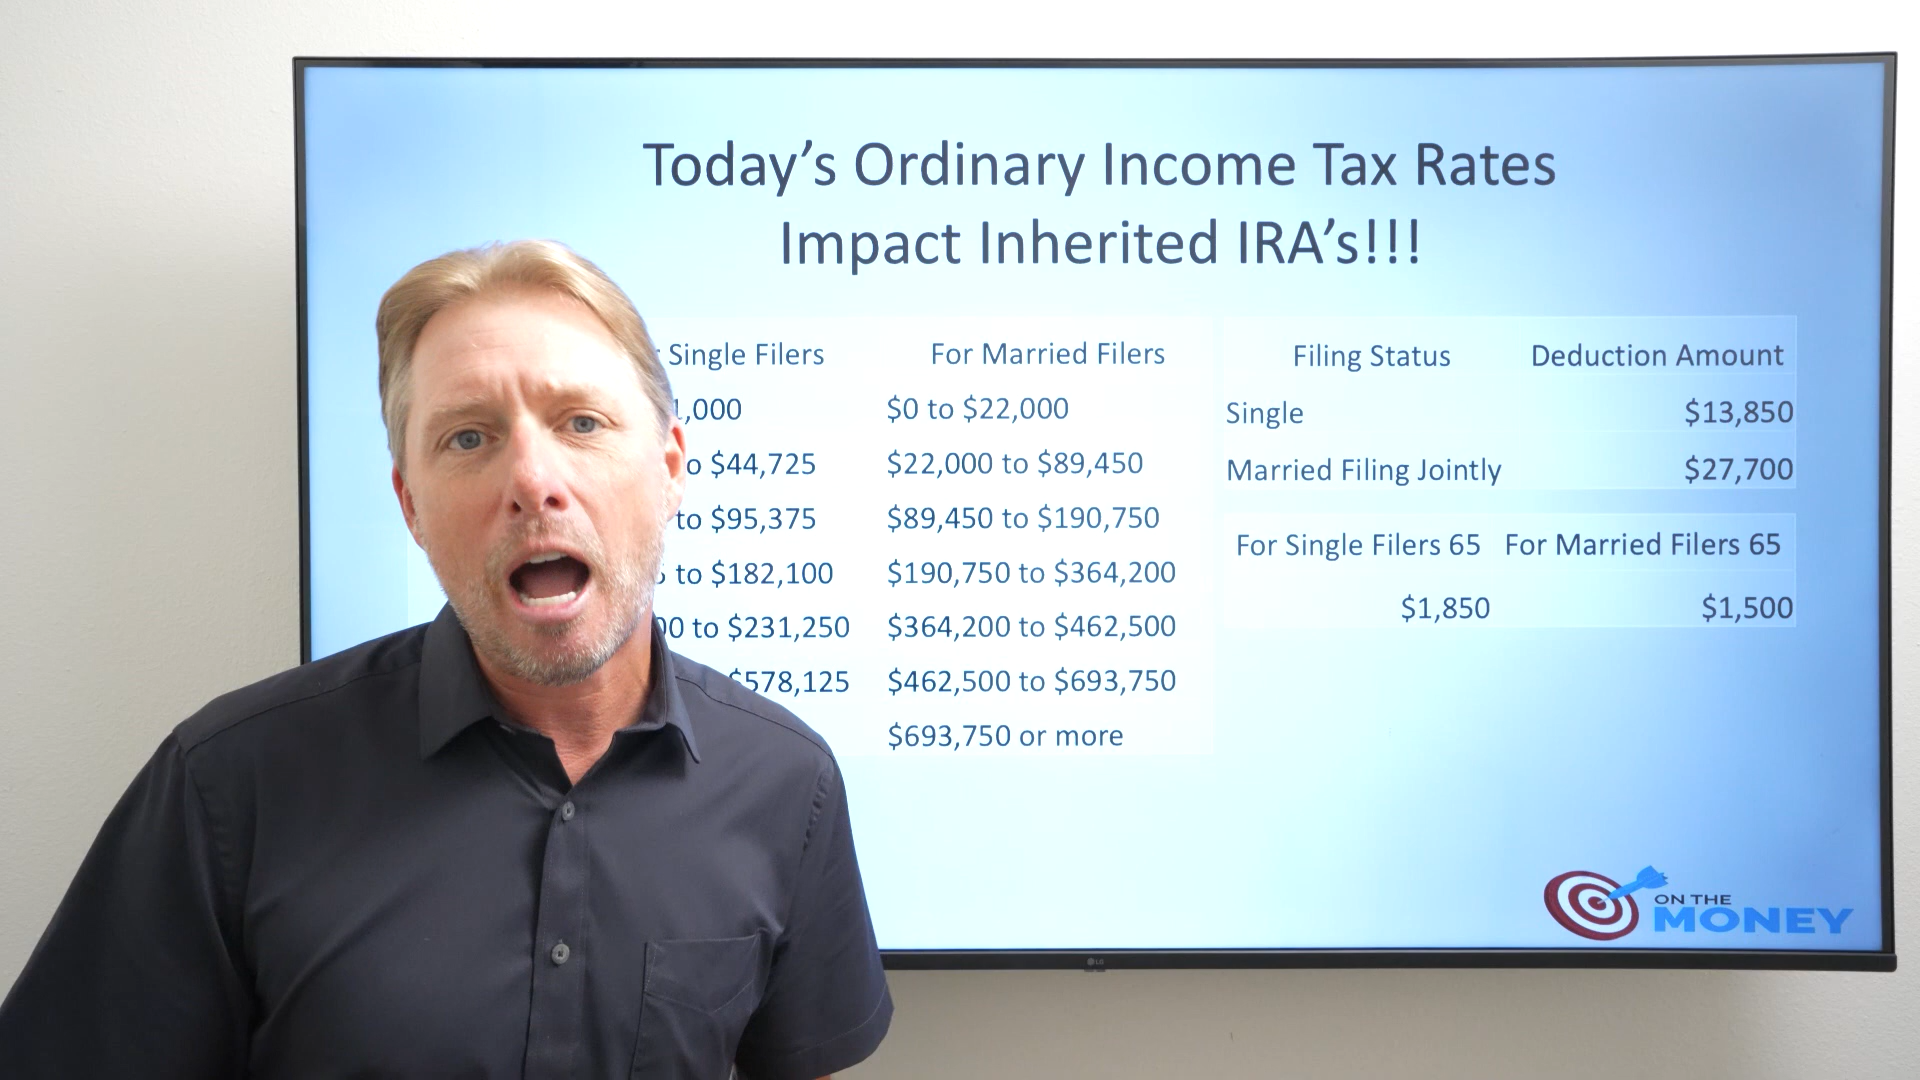 Today's Ordinary Income Tax Rates
Impact Inherited IRA's!!!
Single Filers For Married Filers
,000 $0 to $22,000
o $44,725 $22,000 to $89,450
to $95,375 $89,450 to $190,750
to $182,100 $190,750 to $364,200
00 to $231,250 $364,200 to $462,500
$578,125 $462,500 to $693,750
$693,750 or more
Filing Status Deduction Amount
Single $13,850
Married Filing Jointly $27,700
For Single Filers 65 For Married Filers 65
$1,850 $1,500
ON THE
MONEY
LG